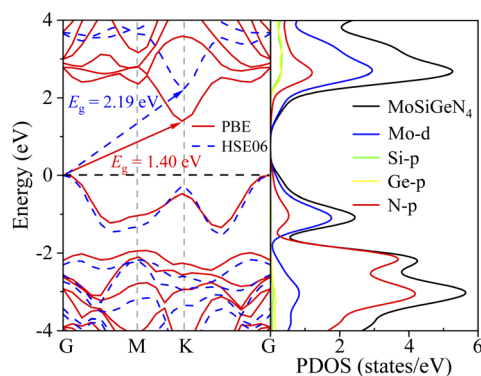 4
2
0
-2
-4
Energy (eV)
E_g = 2.19 eV
E_g = 1.40 eV
PBE
HSE06
G
M
K
G
MoSiGeN₄
Mo-d
Si-p
Ge-p
N-p
2
4
6
PDOS (states/eV)